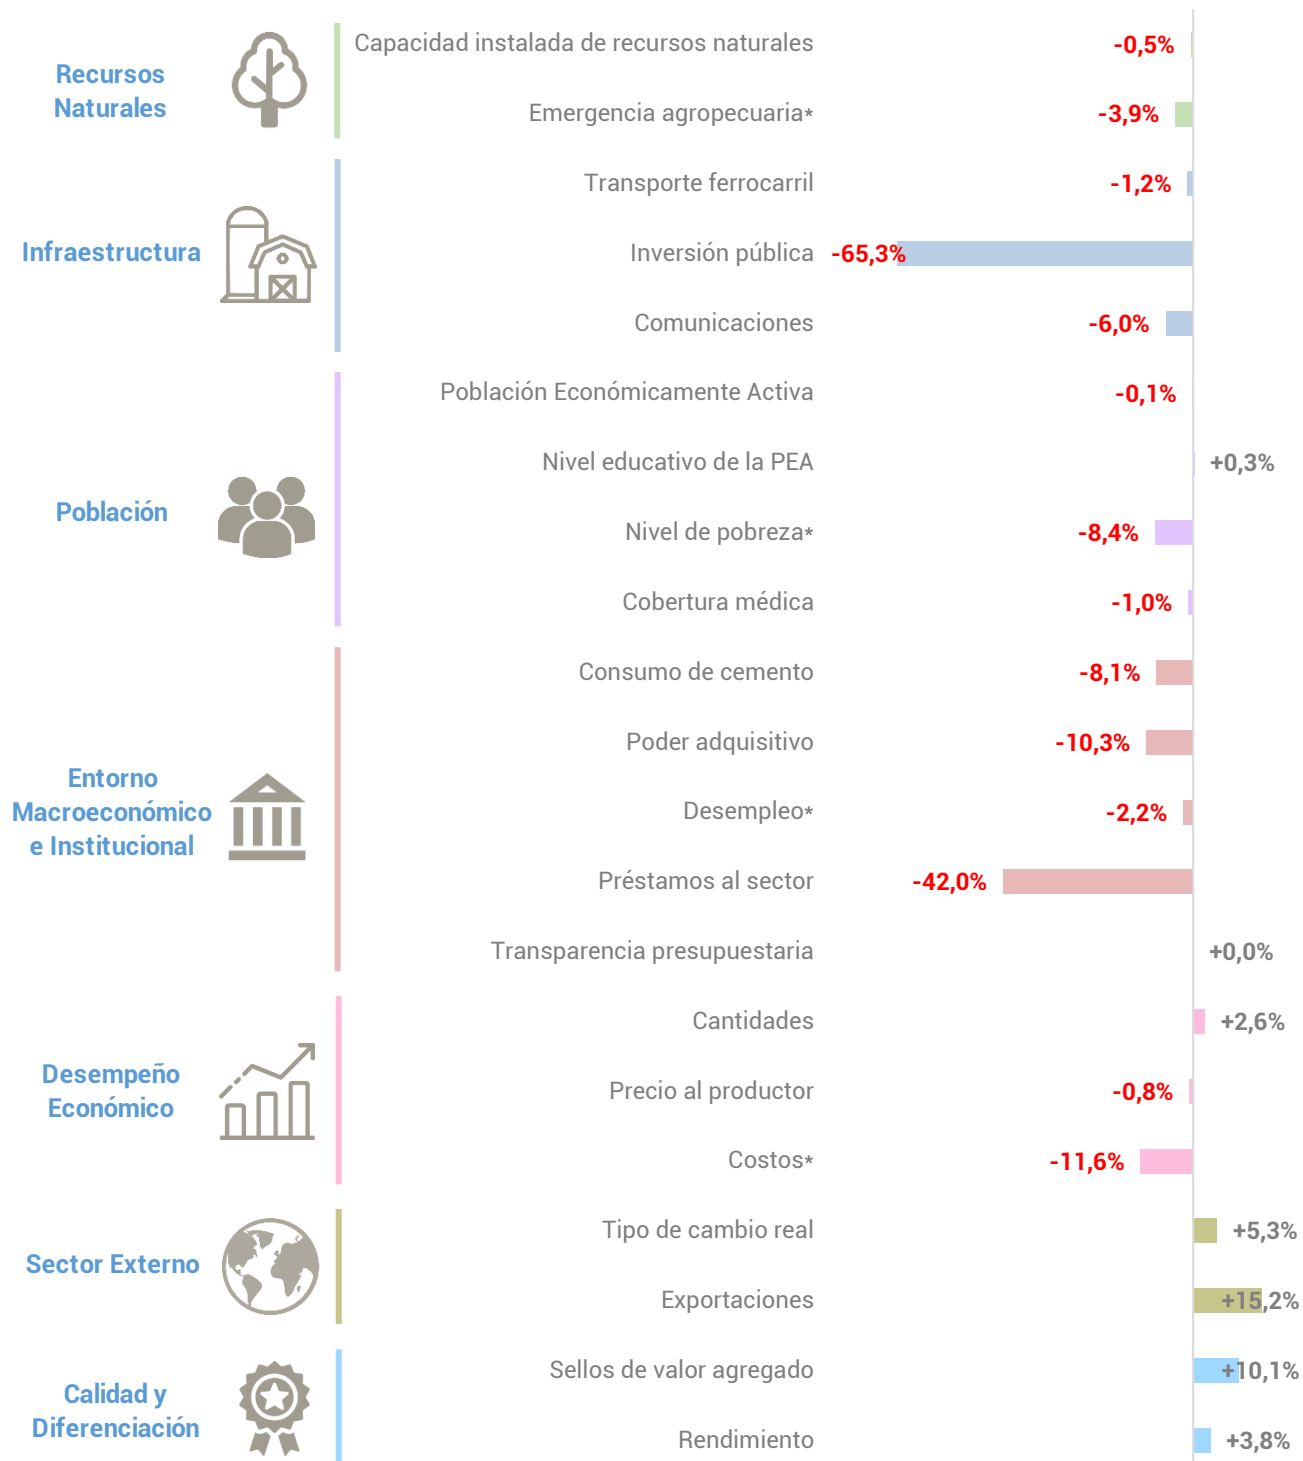 Recursos
Naturales
Capacidad instalada de recursos naturales -0,5%
Emergencia agropecuaria* -3,9%
Infraestructura
Transporte ferrocarril -1,2%
Inversión pública -65,3%
Comunicaciones -6,0%
Población
Población Económicamente Activa -0,1%
Nivel educativo de la PEA +0,3%
Nivel de pobreza* -8,4%
Cobertura médica -1,0%
Entorno
Macroeconómico
e Institucional
Consumo de cemento -8,1%
Poder adquisitivo -10,3%
Desempleo* -2,2%
Préstamos al sector -42,0%
Transparencia presupuestaria +0,0%
Desempeño
Económico
Cantidades +2,6%
Precio al productor -0,8%
Costos* -11,6%
Sector Externo
Tipo de cambio real +5,3%
Exportaciones +15,2%
Calidad y
Diferenciación
Sellos de valor agregado +10,1%
Rendimiento +3,8%